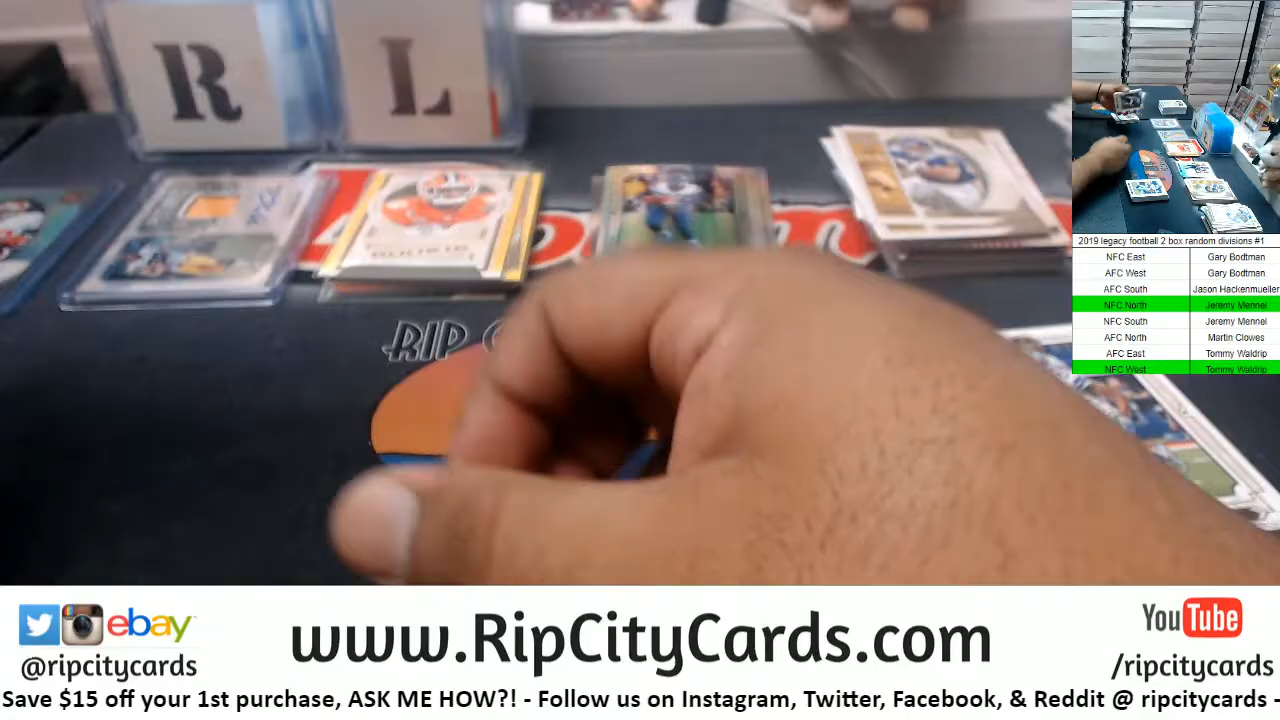 R L
RIP
2019 legacy football 2 box random divisions #1
NFC East Gary Bodtman
AFC West Gary Bodtman
AFC South Jason Hackenmueller
NFC North Jeremy Mennel
NFC South Jeremy Mennel
AFC North Martin Clowes
AFC East Tommy Waldrip
NFC West Tommy Waldrip
ebay
@ripcitycards
www.RipCityCards.com
YouTube
/ripcitycards
Save $15 off your 1st purchase, ASK ME HOW?! - Follow us on Instagram, Twitter, Facebook, & Reddit @ ripcitycards -